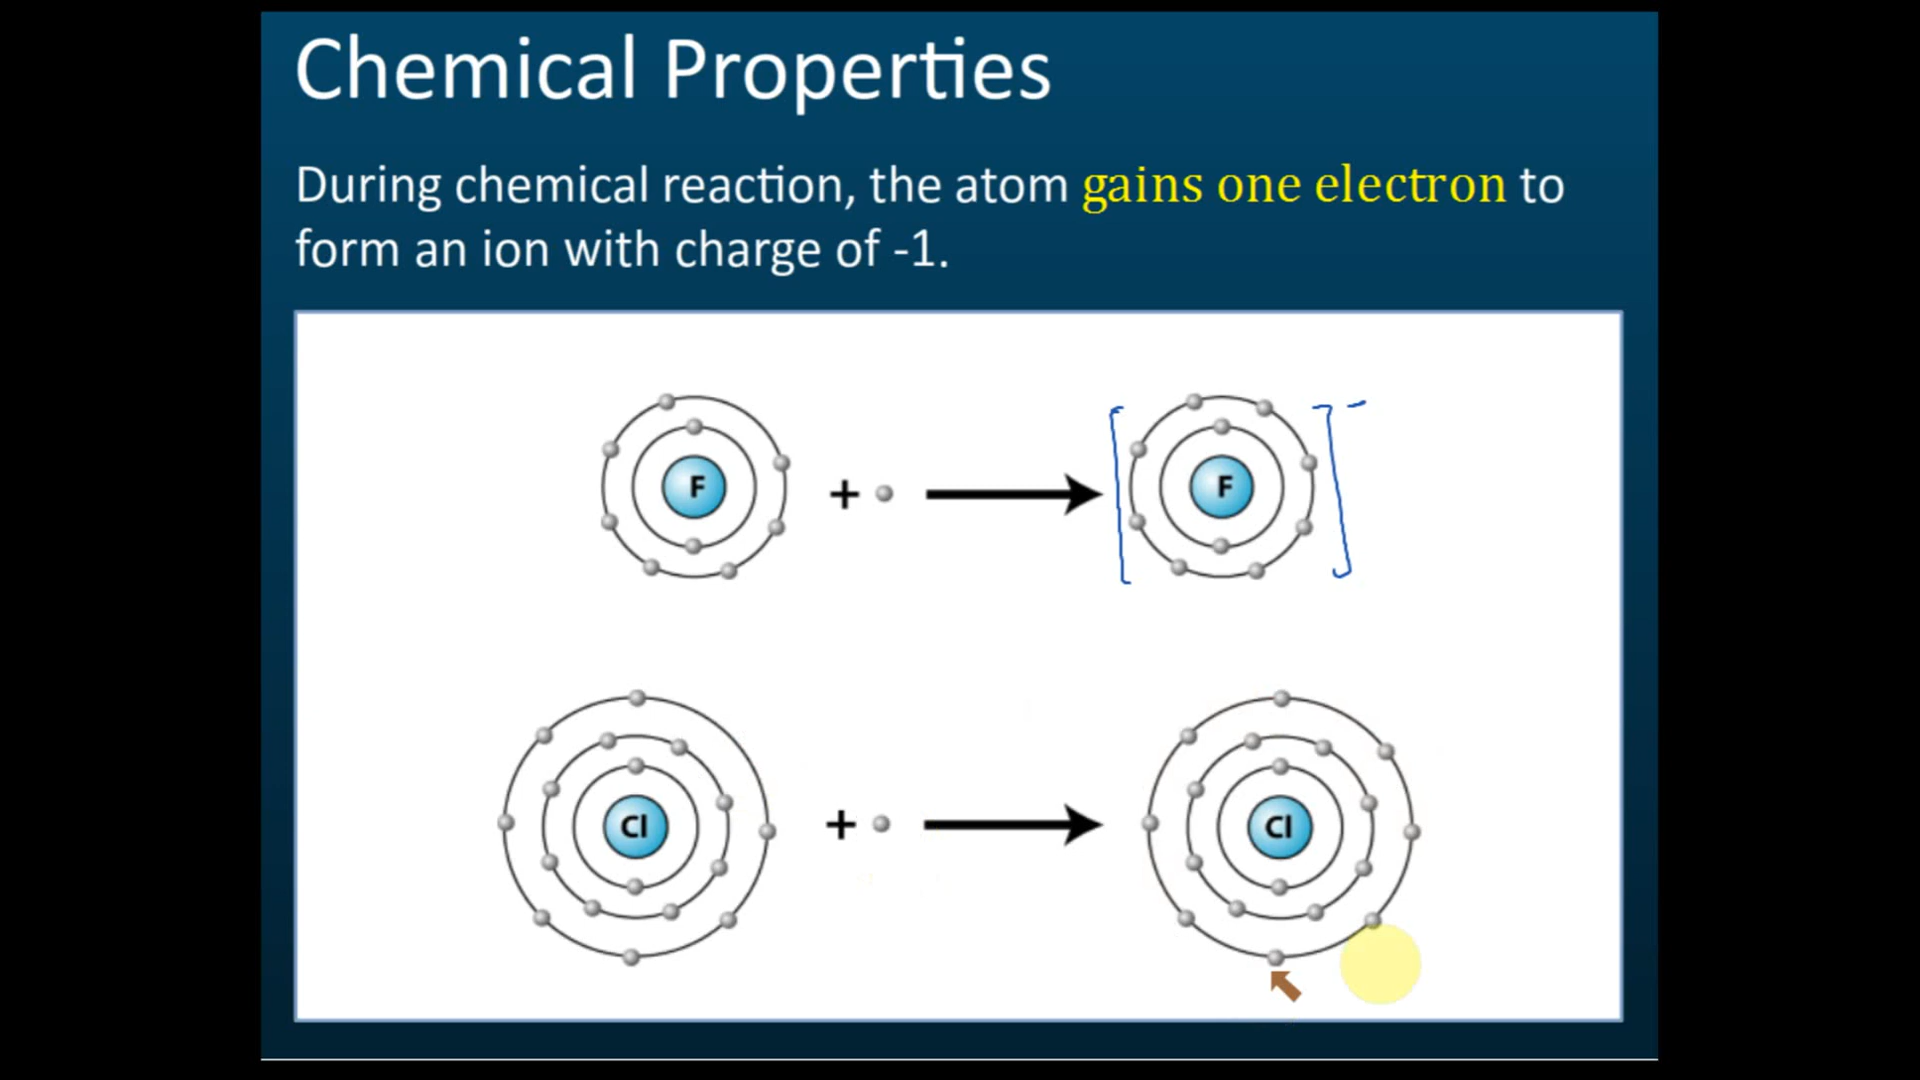 Chemical Properties
During chemical reaction, the atom gains one electron to
form an ion with charge of -1.
F + F -
Cl + Cl